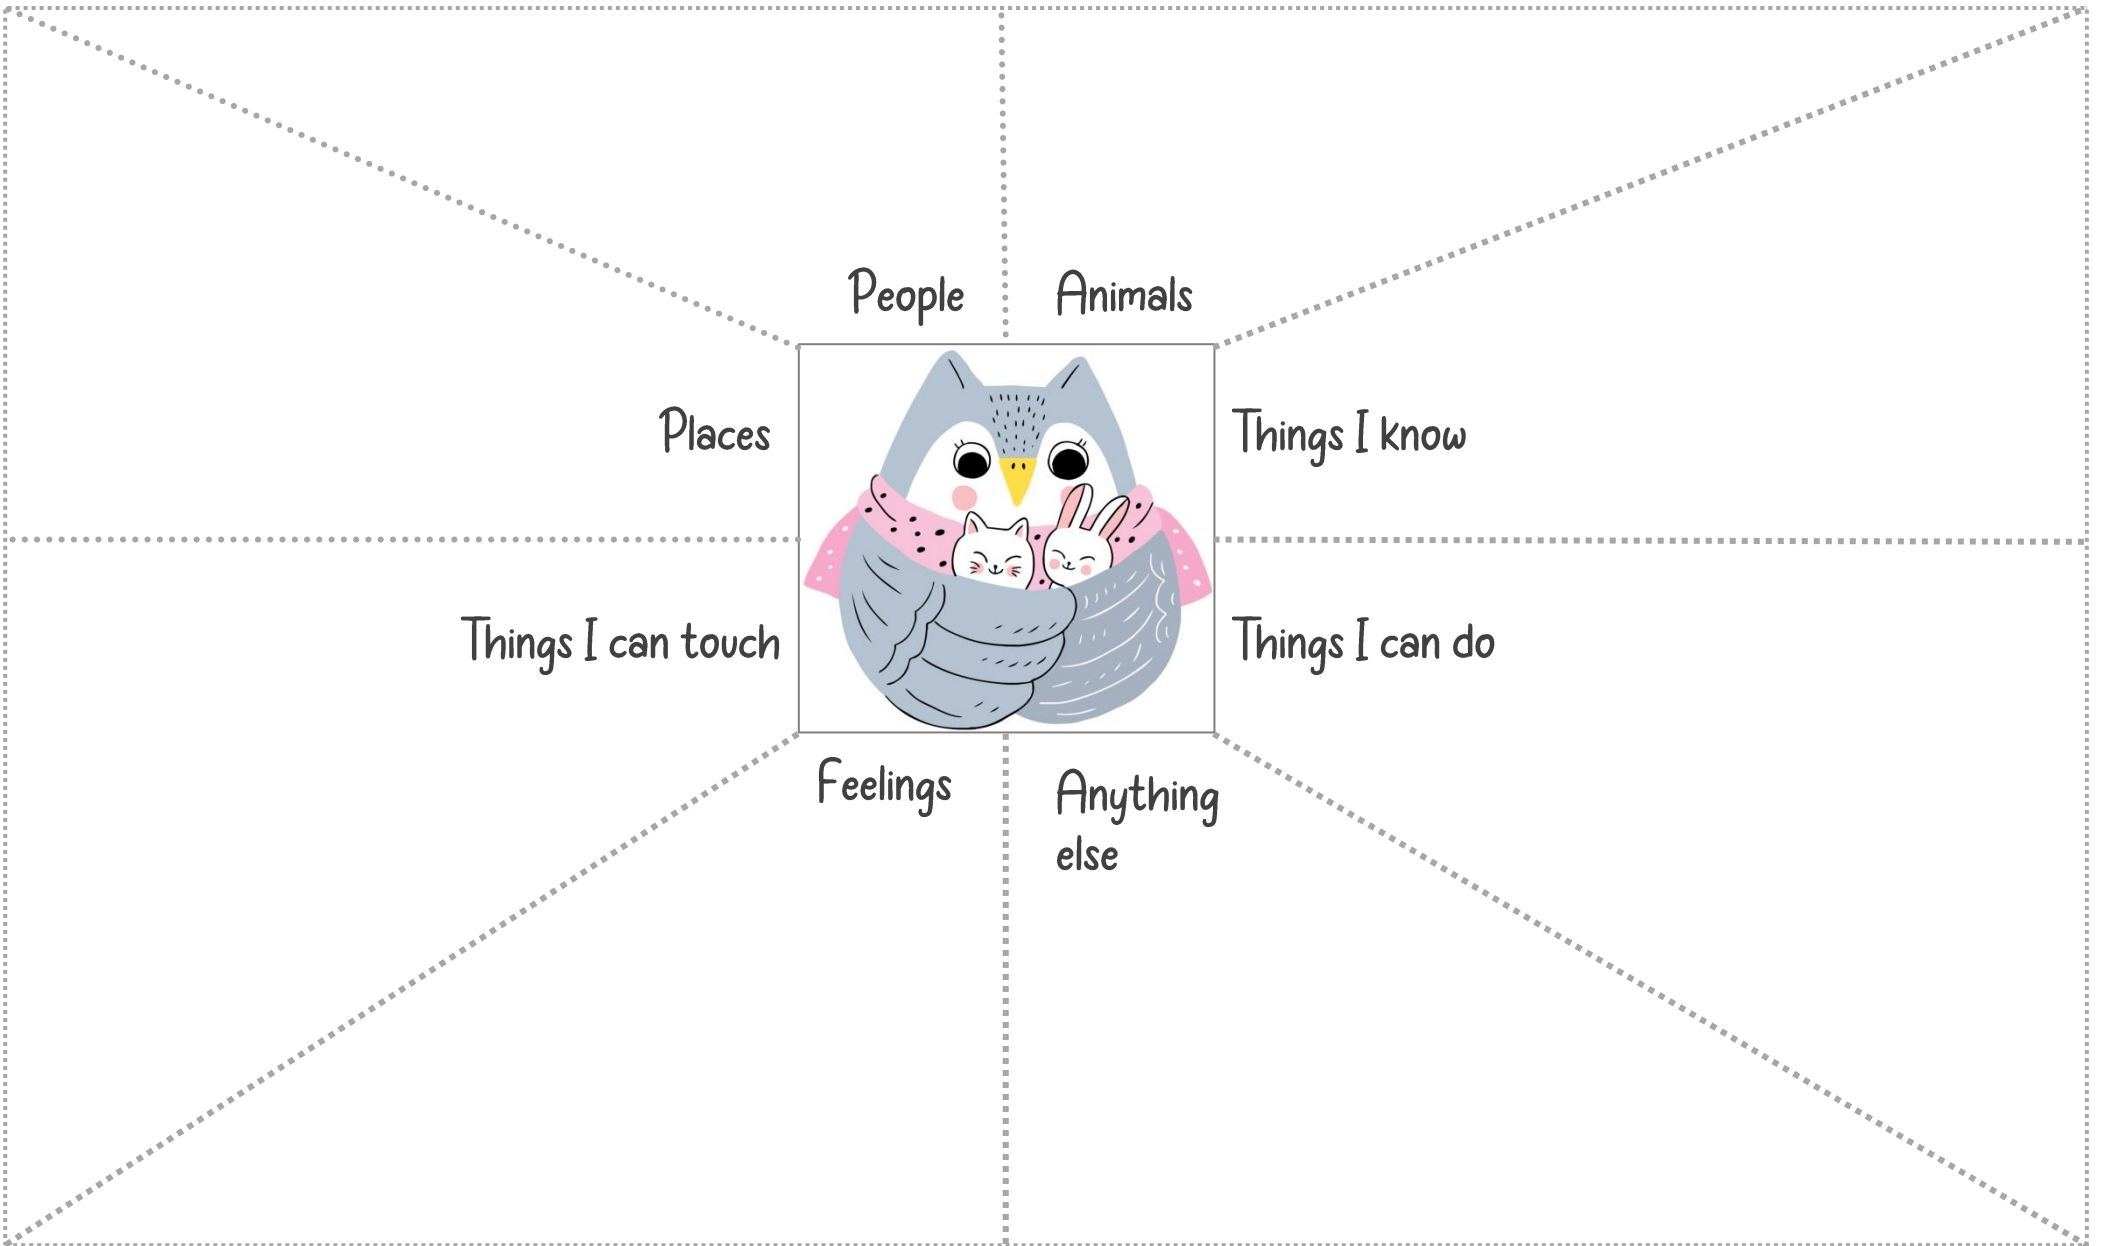 People
Animals
Places
Things I know
Things I can touch
Things I can do
Feelings
Anything
else